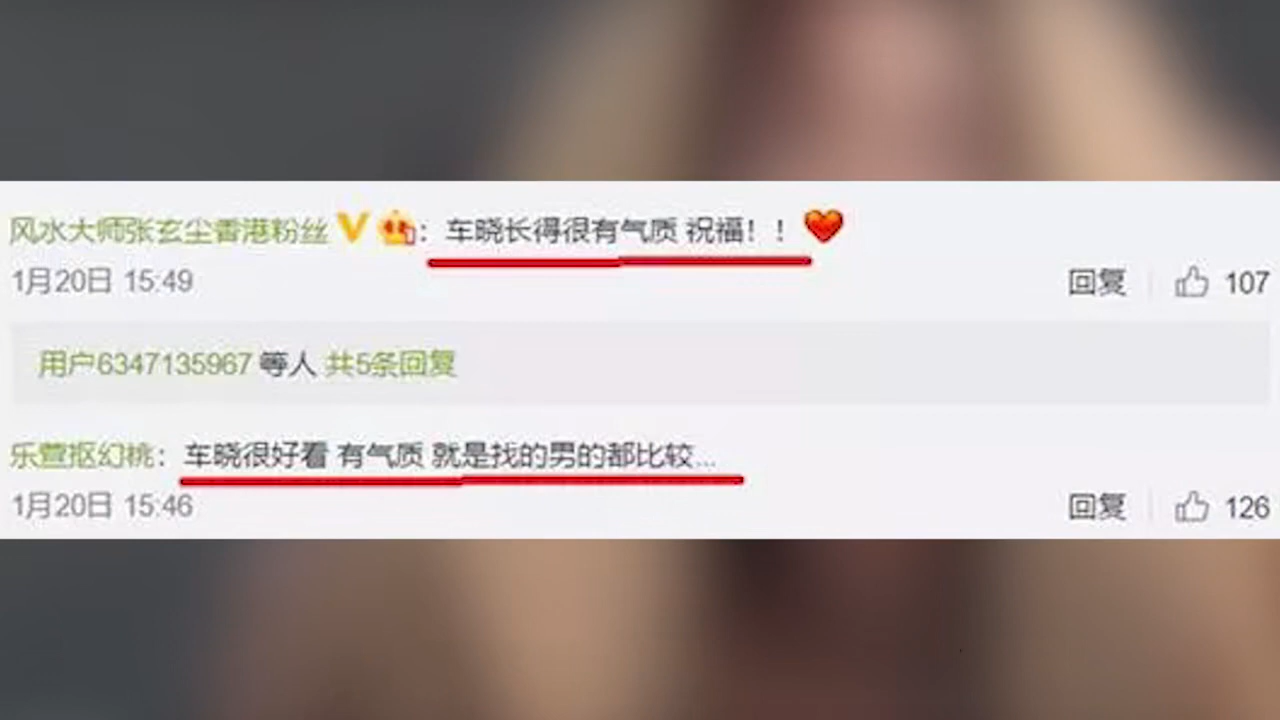 风水大师张玄尘香港粉丝：车晓长得很有气质 祝福！！
1月20日 15:49
回复 107
用户6347135967 等人 共5条回复
乐萱抠幻桃：车晓很好看 有气质 就是找的男的都比较...
1月20日 15:46
回复 126